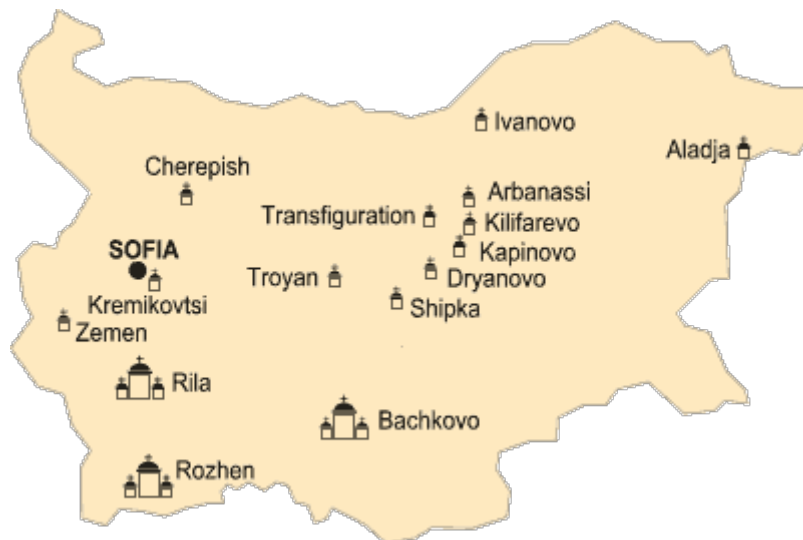 Ivanovo
Aladja
Cherepish
Arbanassi
Transfiguration
Kilifarevo
Kapinovo
SOFIA
Troyan
Dryanovo
Kremikovtsi
Shipka
Zemen
Rila
Bachkovo
Rozhen